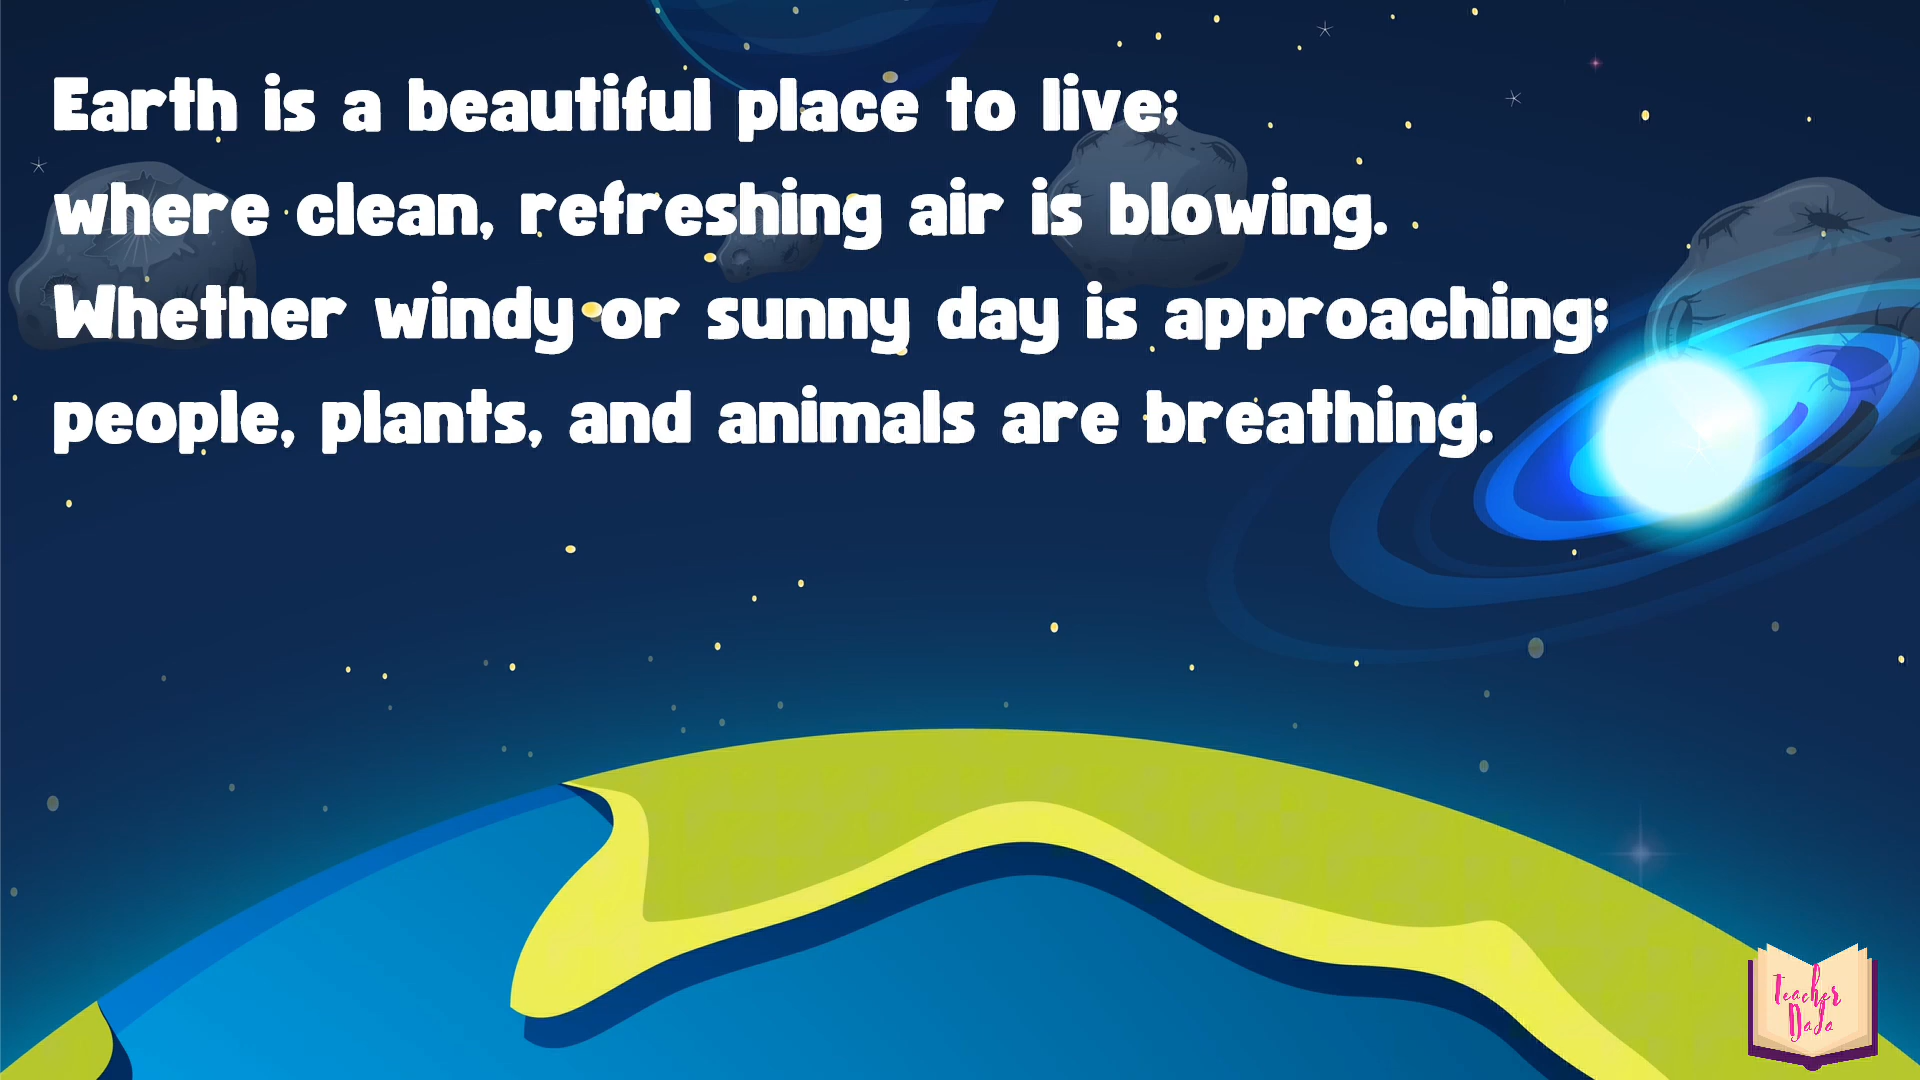 Earth is a beautiful place to live;
where clean, refreshing air is blowing.
Whether windy or sunny day is approaching;
people, plants, and animals are breathing.
Teacher
DaJa